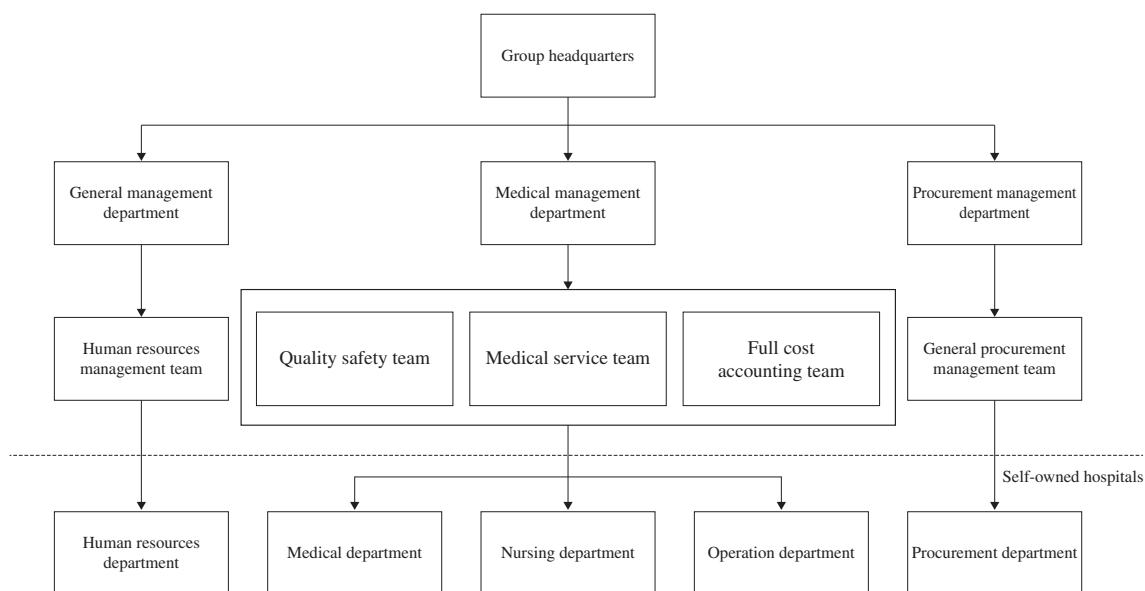 Group headquarters
General management
department
Medical management
department
Procurement management
department
Human resources
management team
Quality safety team
Medical service team
Full cost
accounting team
General procurement
management team
Self-owned hospitals
Human resources
department
Medical department
Nursing department
Operation department
Procurement department